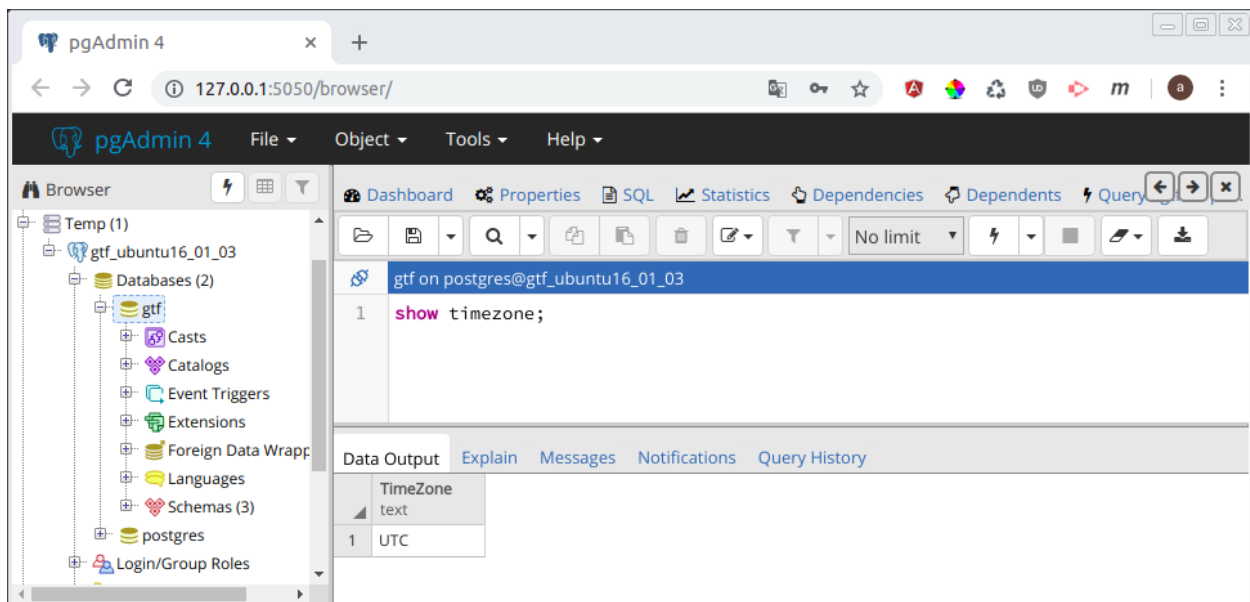 pgAdmin 4
127.0.0.1:5050/browser/
m
a
pgAdmin 4 File Object Tools Help
Browser
Dashboard Properties SQL Statistics Dependencies Dependents Query
Temp (1)
gtf_ubuntu16_01_03
Databases (2)
gtf
Casts
Catalogs
Event Triggers
Extensions
Foreign Data Wrapp
Languages
Schemas (3)
postgres
Login/Group Roles
No limit
gtf on postgres@gtf_ubuntu16_01_03
1 show timezone;
Data Output Explain Messages Notifications Query History
TimeZone
text
1 UTC